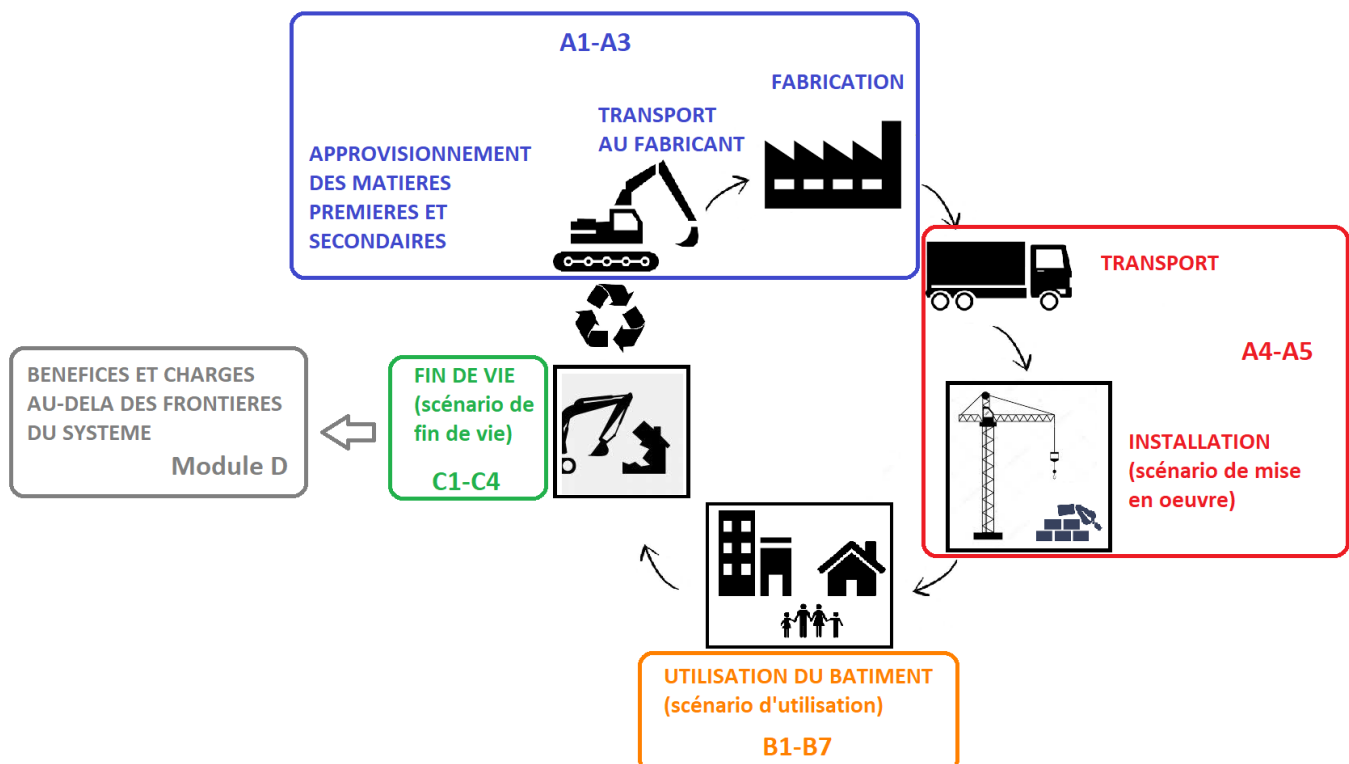 A1-A3
APPROVISIONNEMENT
DES MATIERES
PREMIERES ET
SECONDAIRES
TRANSPORT
AU FABRICANT
FABRICATION
TRANSPORT
A4-A5
INSTALLATION
(scénario de mise
en oeuvre)
UTILISATION DU BATIMENT
(scénario d'utilisation)
B1-B7
FIN DE VIE
(scénario de
fin de vie)
C1-C4
BENEFICES ET CHARGES
AU-DELA DES FRONTIERES
DU SYSTEME
Module D